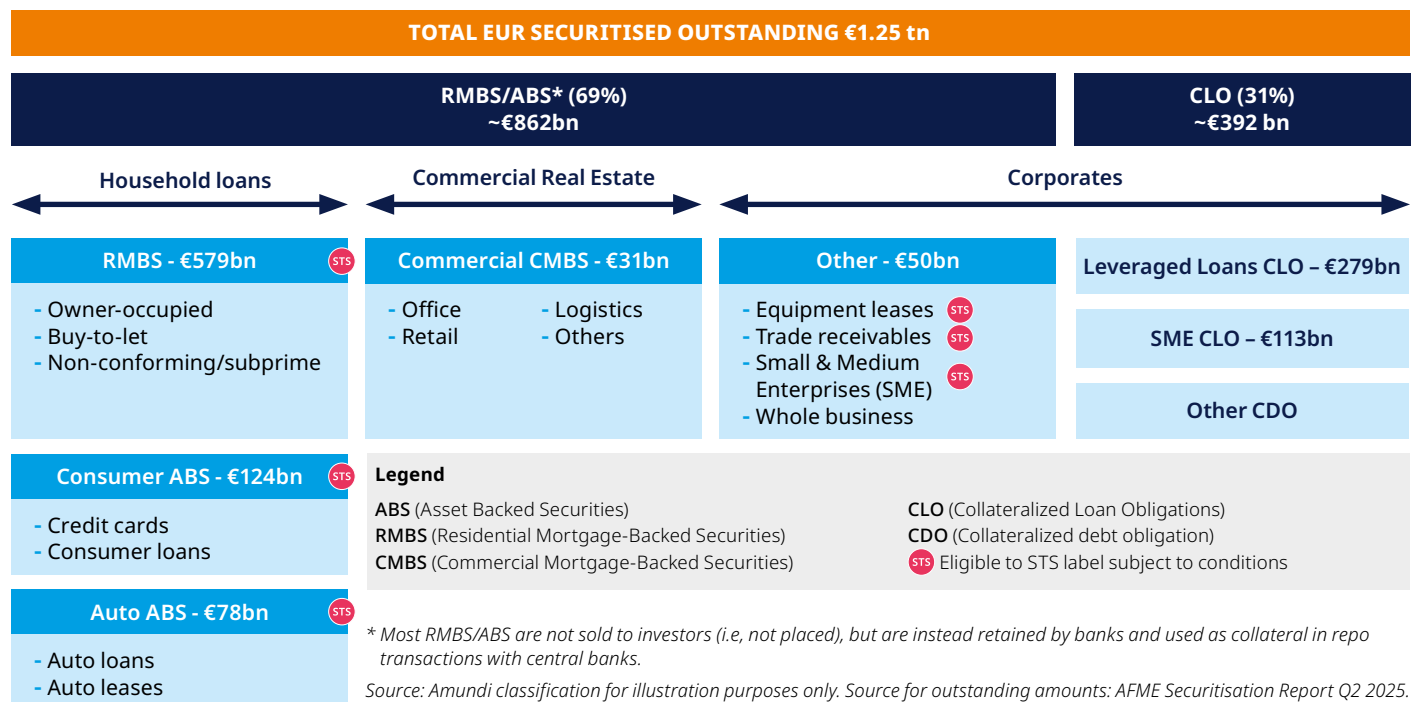 TOTAL EUR SECURITISED OUTSTANDING €1.25 tn
RMBS/ABS* (69%)
~€862bn
CLO (31%)
~€392 bn
Household loans
Commercial Real Estate
Corporates
RMBS - €579bn
STS
- Owner-occupied
- Buy-to-let
- Non-conforming/subprime
Commercial CMBS - €31bn
- Office
- Retail
- Logistics
- Others
Other - €50bn
- Equipment leases STS
- Trade receivables STS
- Small & Medium
Enterprises (SME)
STS
- Whole business
Leveraged Loans CLO – €279bn
SME CLO – €113bn
Other CDO
Consumer ABS - €124bn
STS
- Credit cards
- Consumer loans
Auto ABS - €78bn
STS
- Auto loans
- Auto leases
Legend
ABS (Asset Backed Securities)
RMBS (Residential Mortgage-Backed Securities)
CMBS (Commercial Mortgage-Backed Securities)
CLO (Collateralized Loan Obligations)
CDO (Collateralized debt obligation)
STS Eligible to STS label subject to conditions
* Most RMBS/ABS are not sold to investors (i.e, not placed), but are instead retained by banks and used as collateral in repo
transactions with central banks.
Source: Amundi classification for illustration purposes only. Source for outstanding amounts: AFME Securitisation Report Q2 2025.